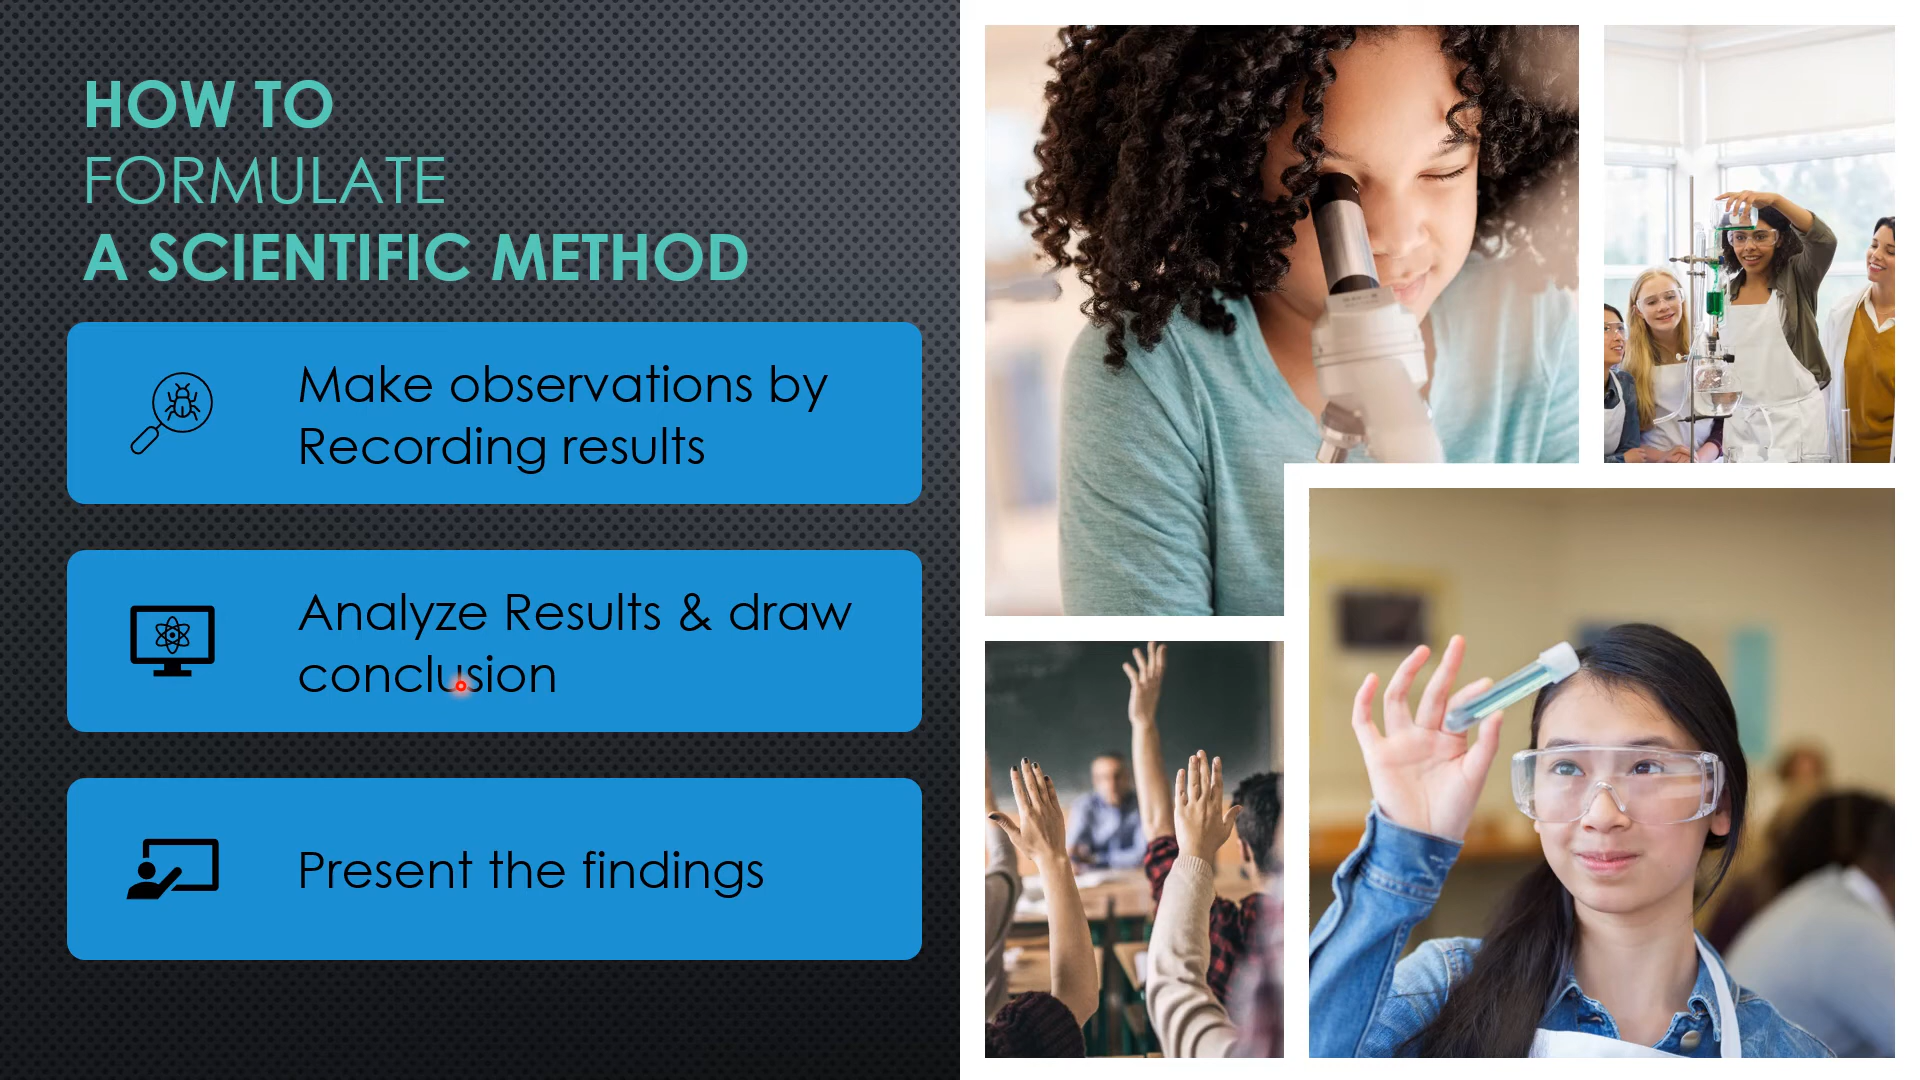 HOW TO
FORMULATE
A SCIENTIFIC METHOD
Make observations by
Recording results
Analyze Results & draw
conclusion
Present the findings